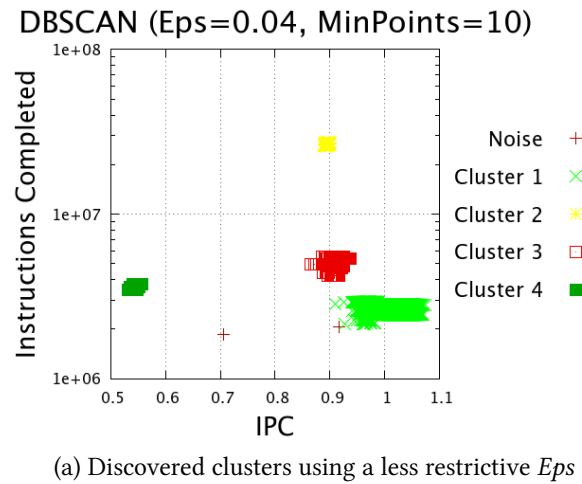 DBSCAN (Eps=0.04, MinPoints=10)
Instructions Completed
1e+08
1e+07
1e+06
0.5 0.6 0.7 0.8 0.9 1 1.1
IPC
Noise
Cluster 1
Cluster 2
Cluster 3
Cluster 4
(a) Discovered clusters using a less restrictive Eps